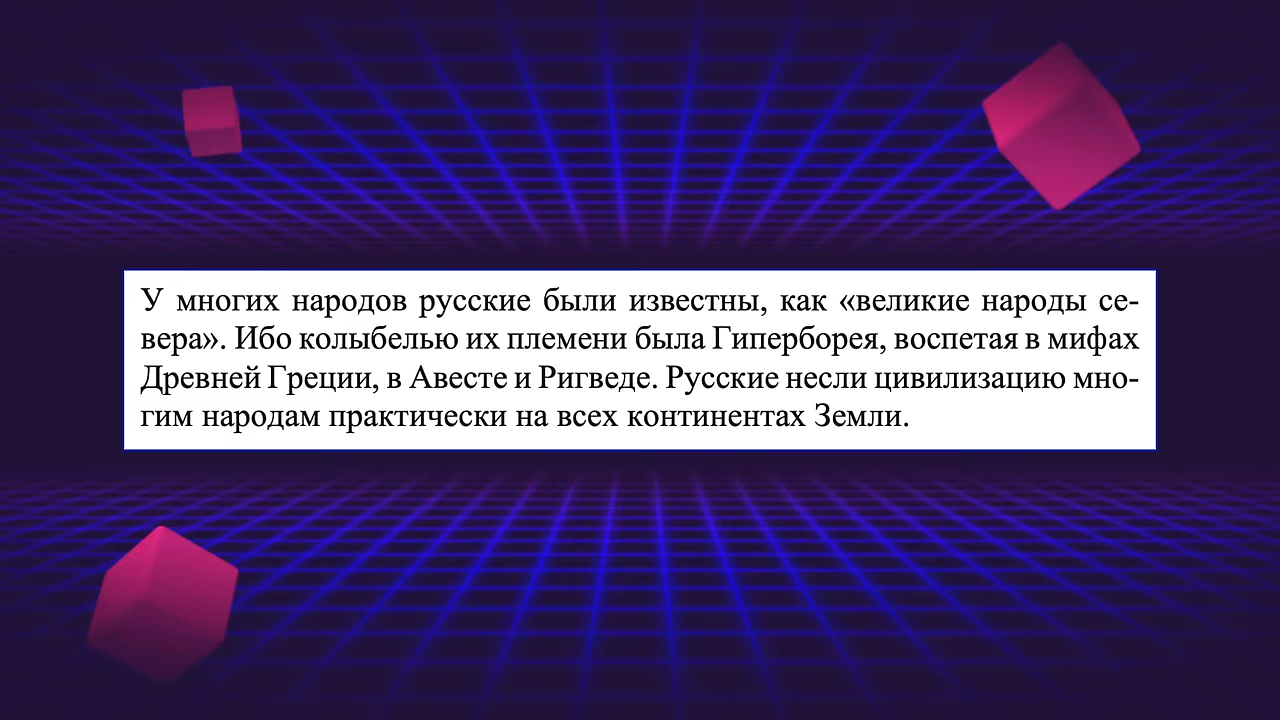 У многих народов русские были известны, как «великие народы се-
вера». Ибо колыбелью их племени была Гиперборея, воспетая в мифах
Древней Греции, в Авесте и Ригведе. Русские несли цивилизацию мно-
гим народам практически на всех континентах Земли.